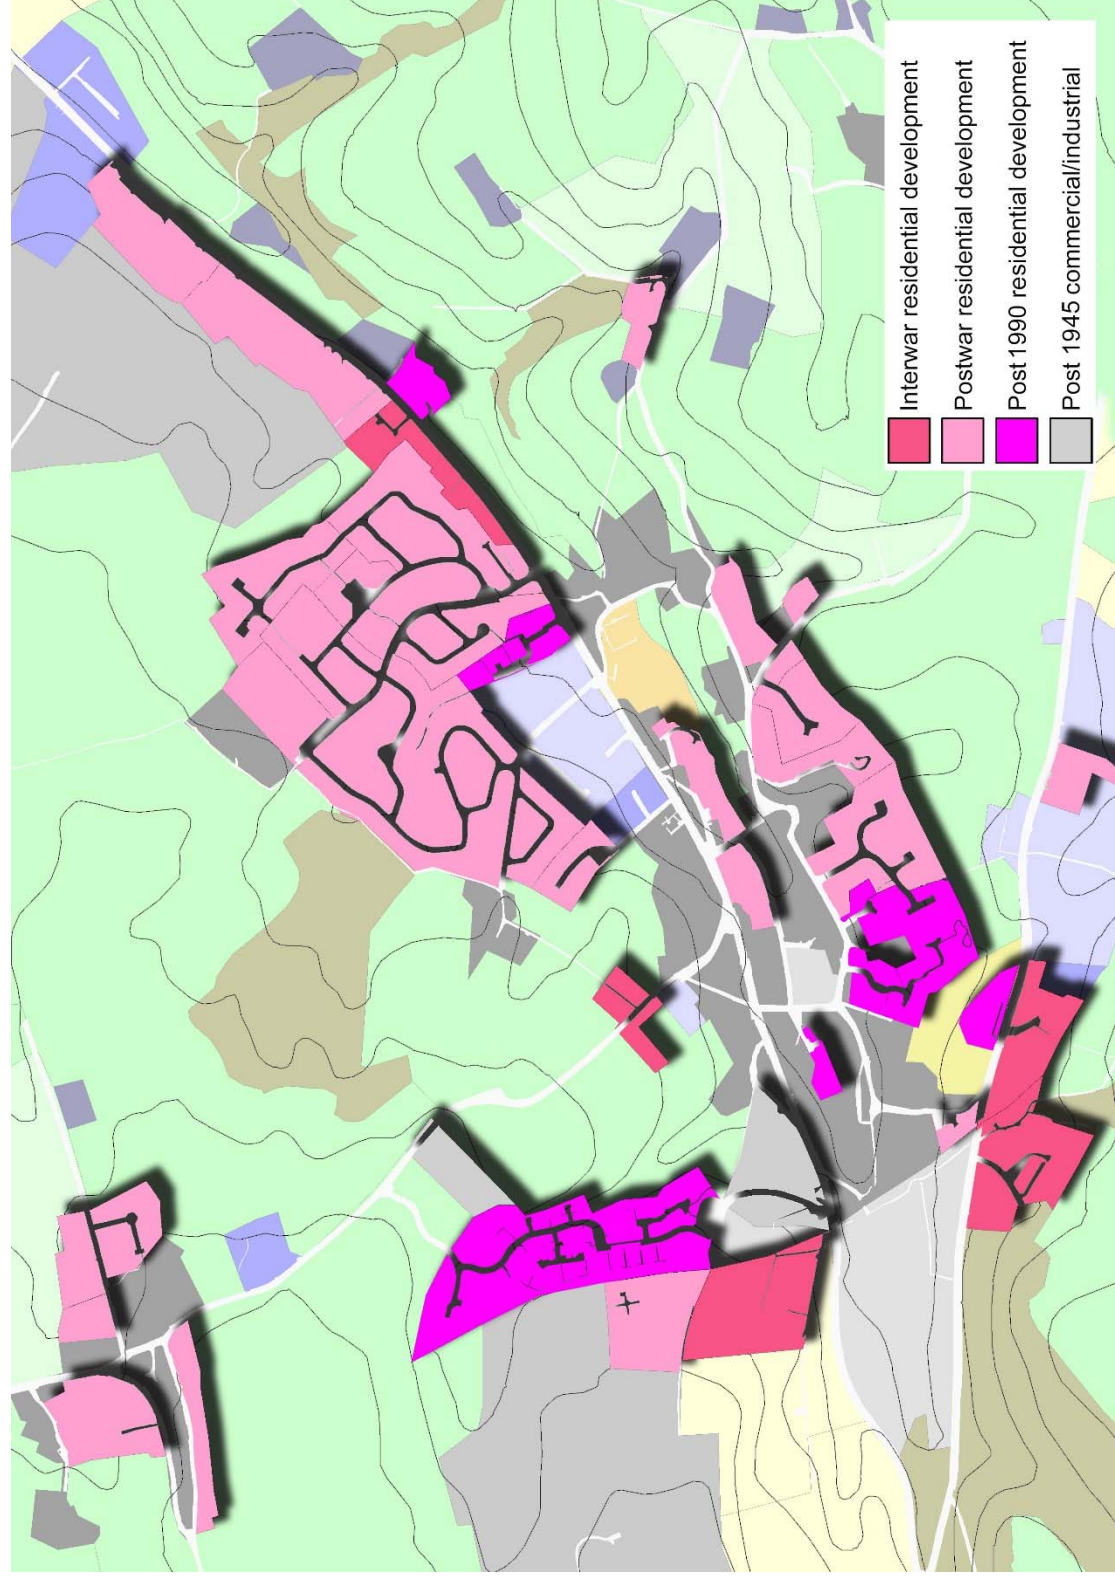 Interwar residential development
Postwar residential development
Post 1990 residential development
Post 1945 commercial/industrial